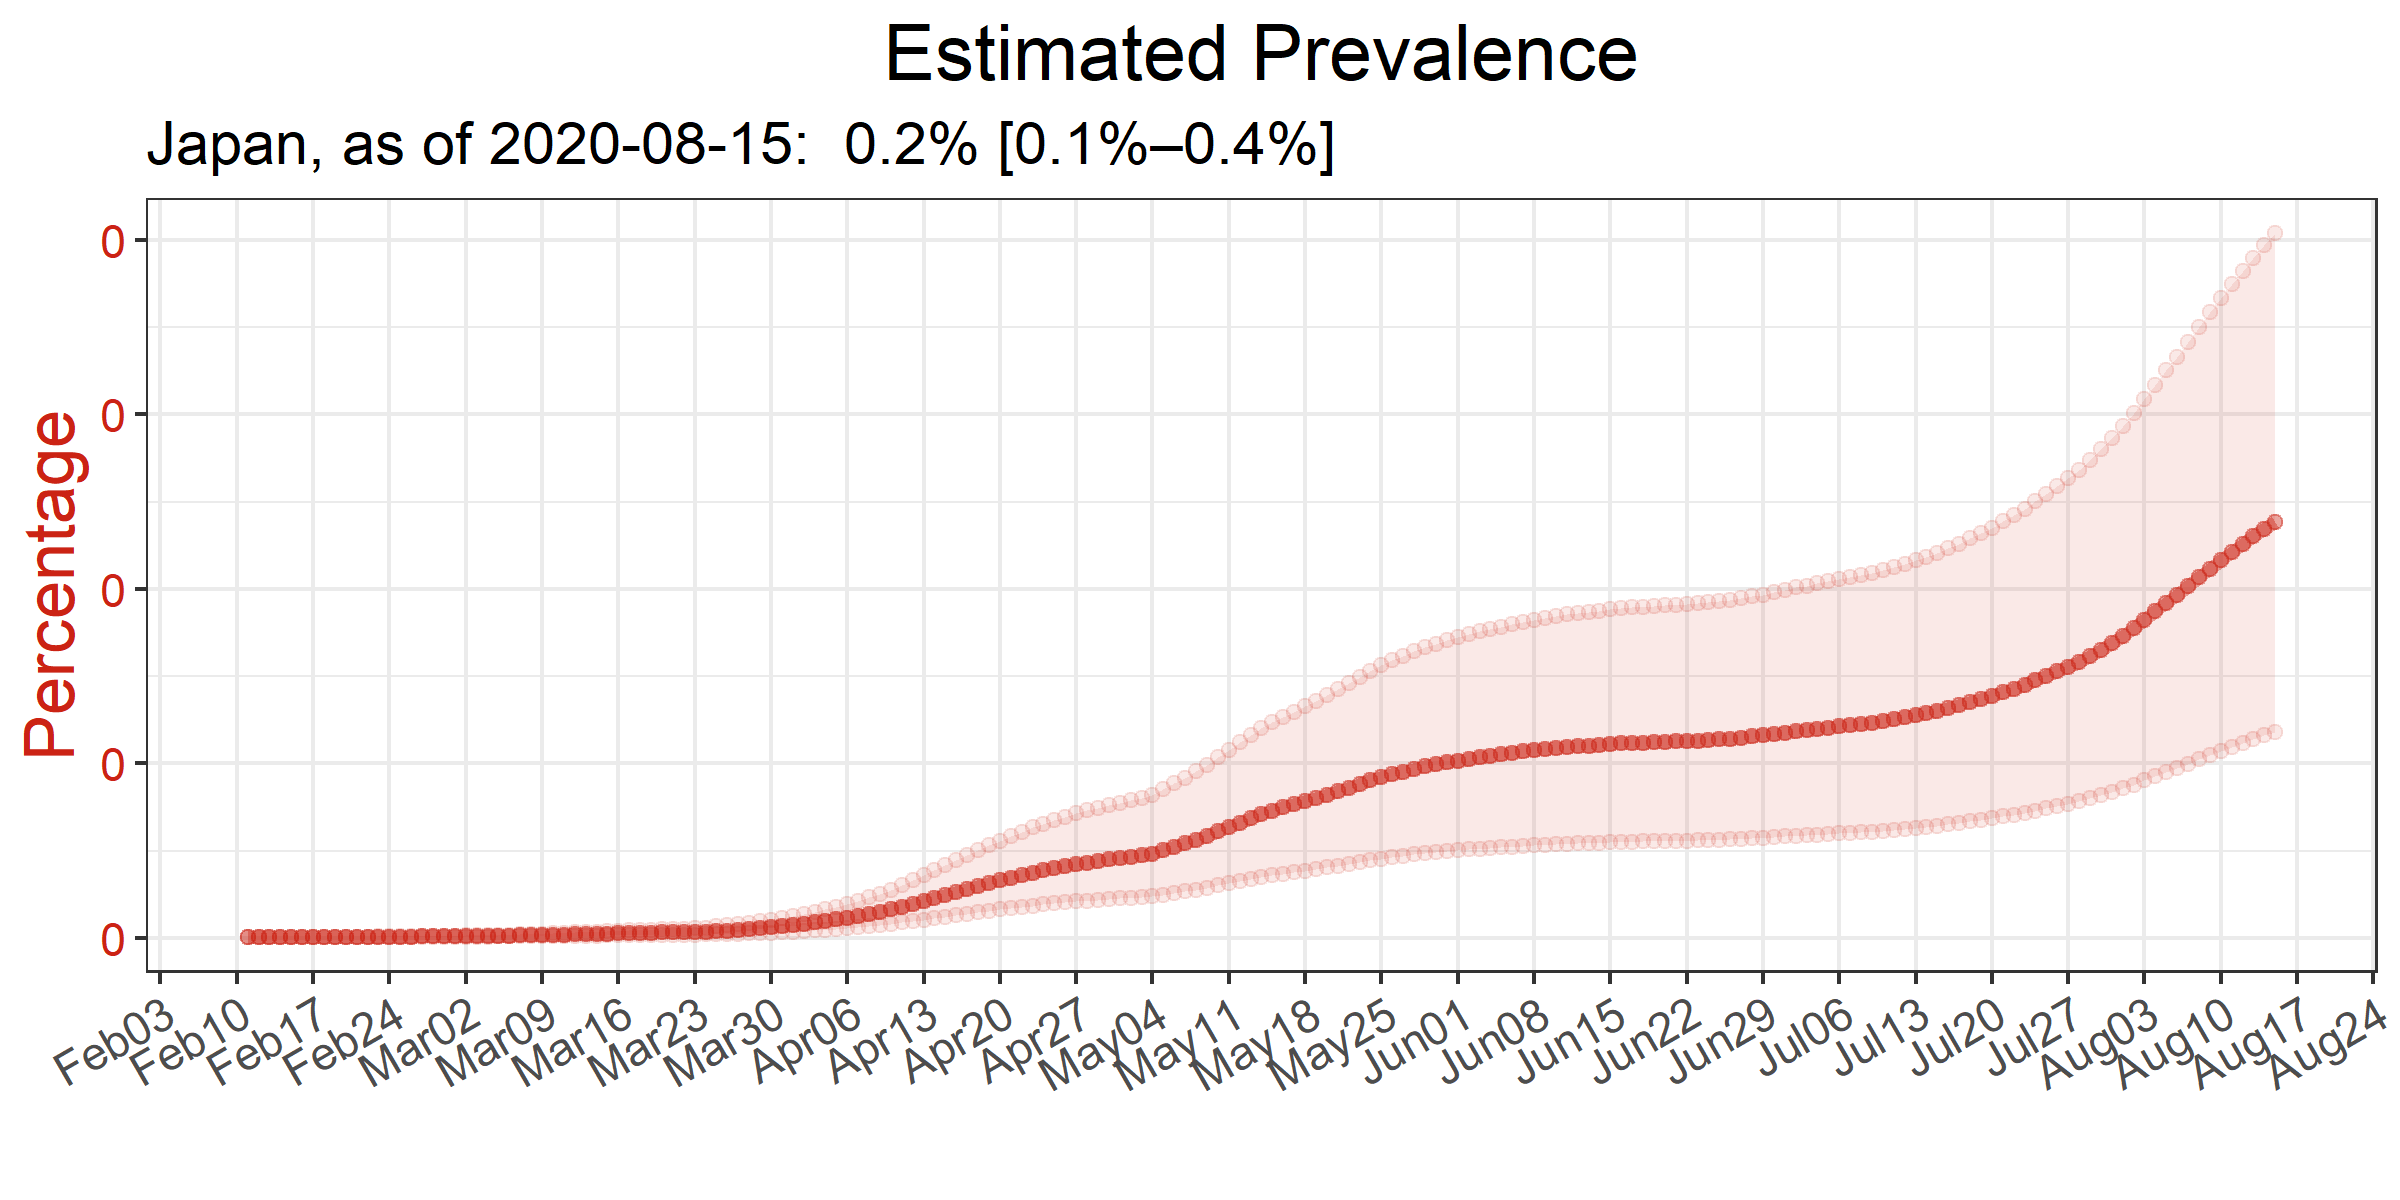 Estimated Prevalence
Japan, as of 2020-08-15:  0.2% [0.1%–0.4%]
Percentage
0
0
0
0
0
Feb03
Feb10
Feb17
Feb24
Mar02
Mar09
Mar16
Mar23
Mar30
Apr06
Apr13
Apr20
Apr27
May04
May11
May18
May25
Jun01
Jun08
Jun15
Jun22
Jun29
Jul06
Jul13
Jul20
Jul27
Aug03
Aug10
Aug17
Aug24